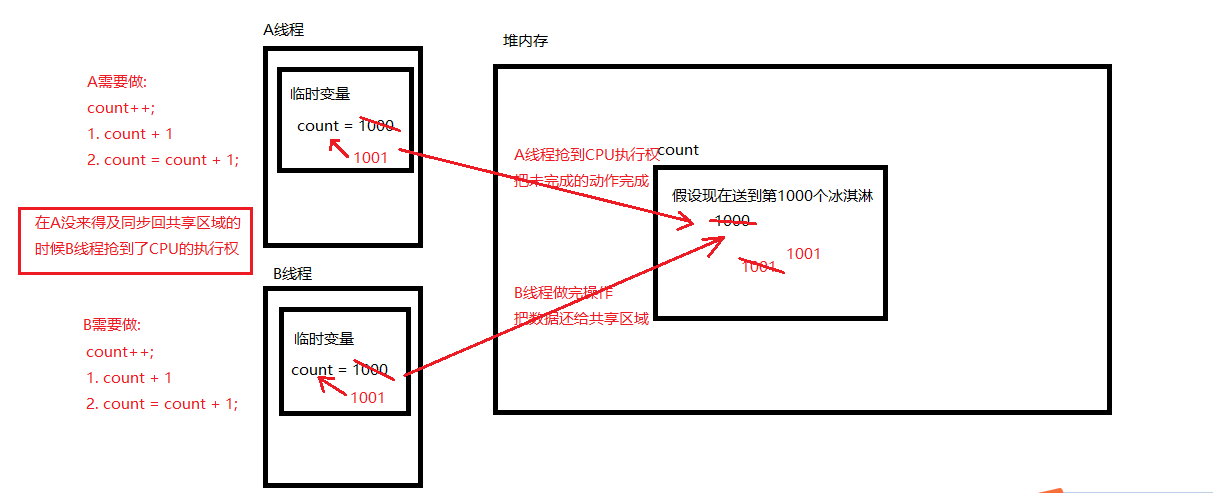 A线程
临时变量
count = 1000
1001
A需要做:
count++;
1. count + 1
2. count = count + 1;
在A没来得及同步回共享区域的
时候B线程抢到了CPU的执行权
B线程
临时变量
count = 1000
1001
B需要做:
count++;
1. count + 1
2. count = count + 1;
堆内存
A线程抢到CPU执行权
把未完成的动作完成
count
假设现在送到第1000个冰淇淋
1000
1001
1001
B线程做完操作
把数据还给共享区域